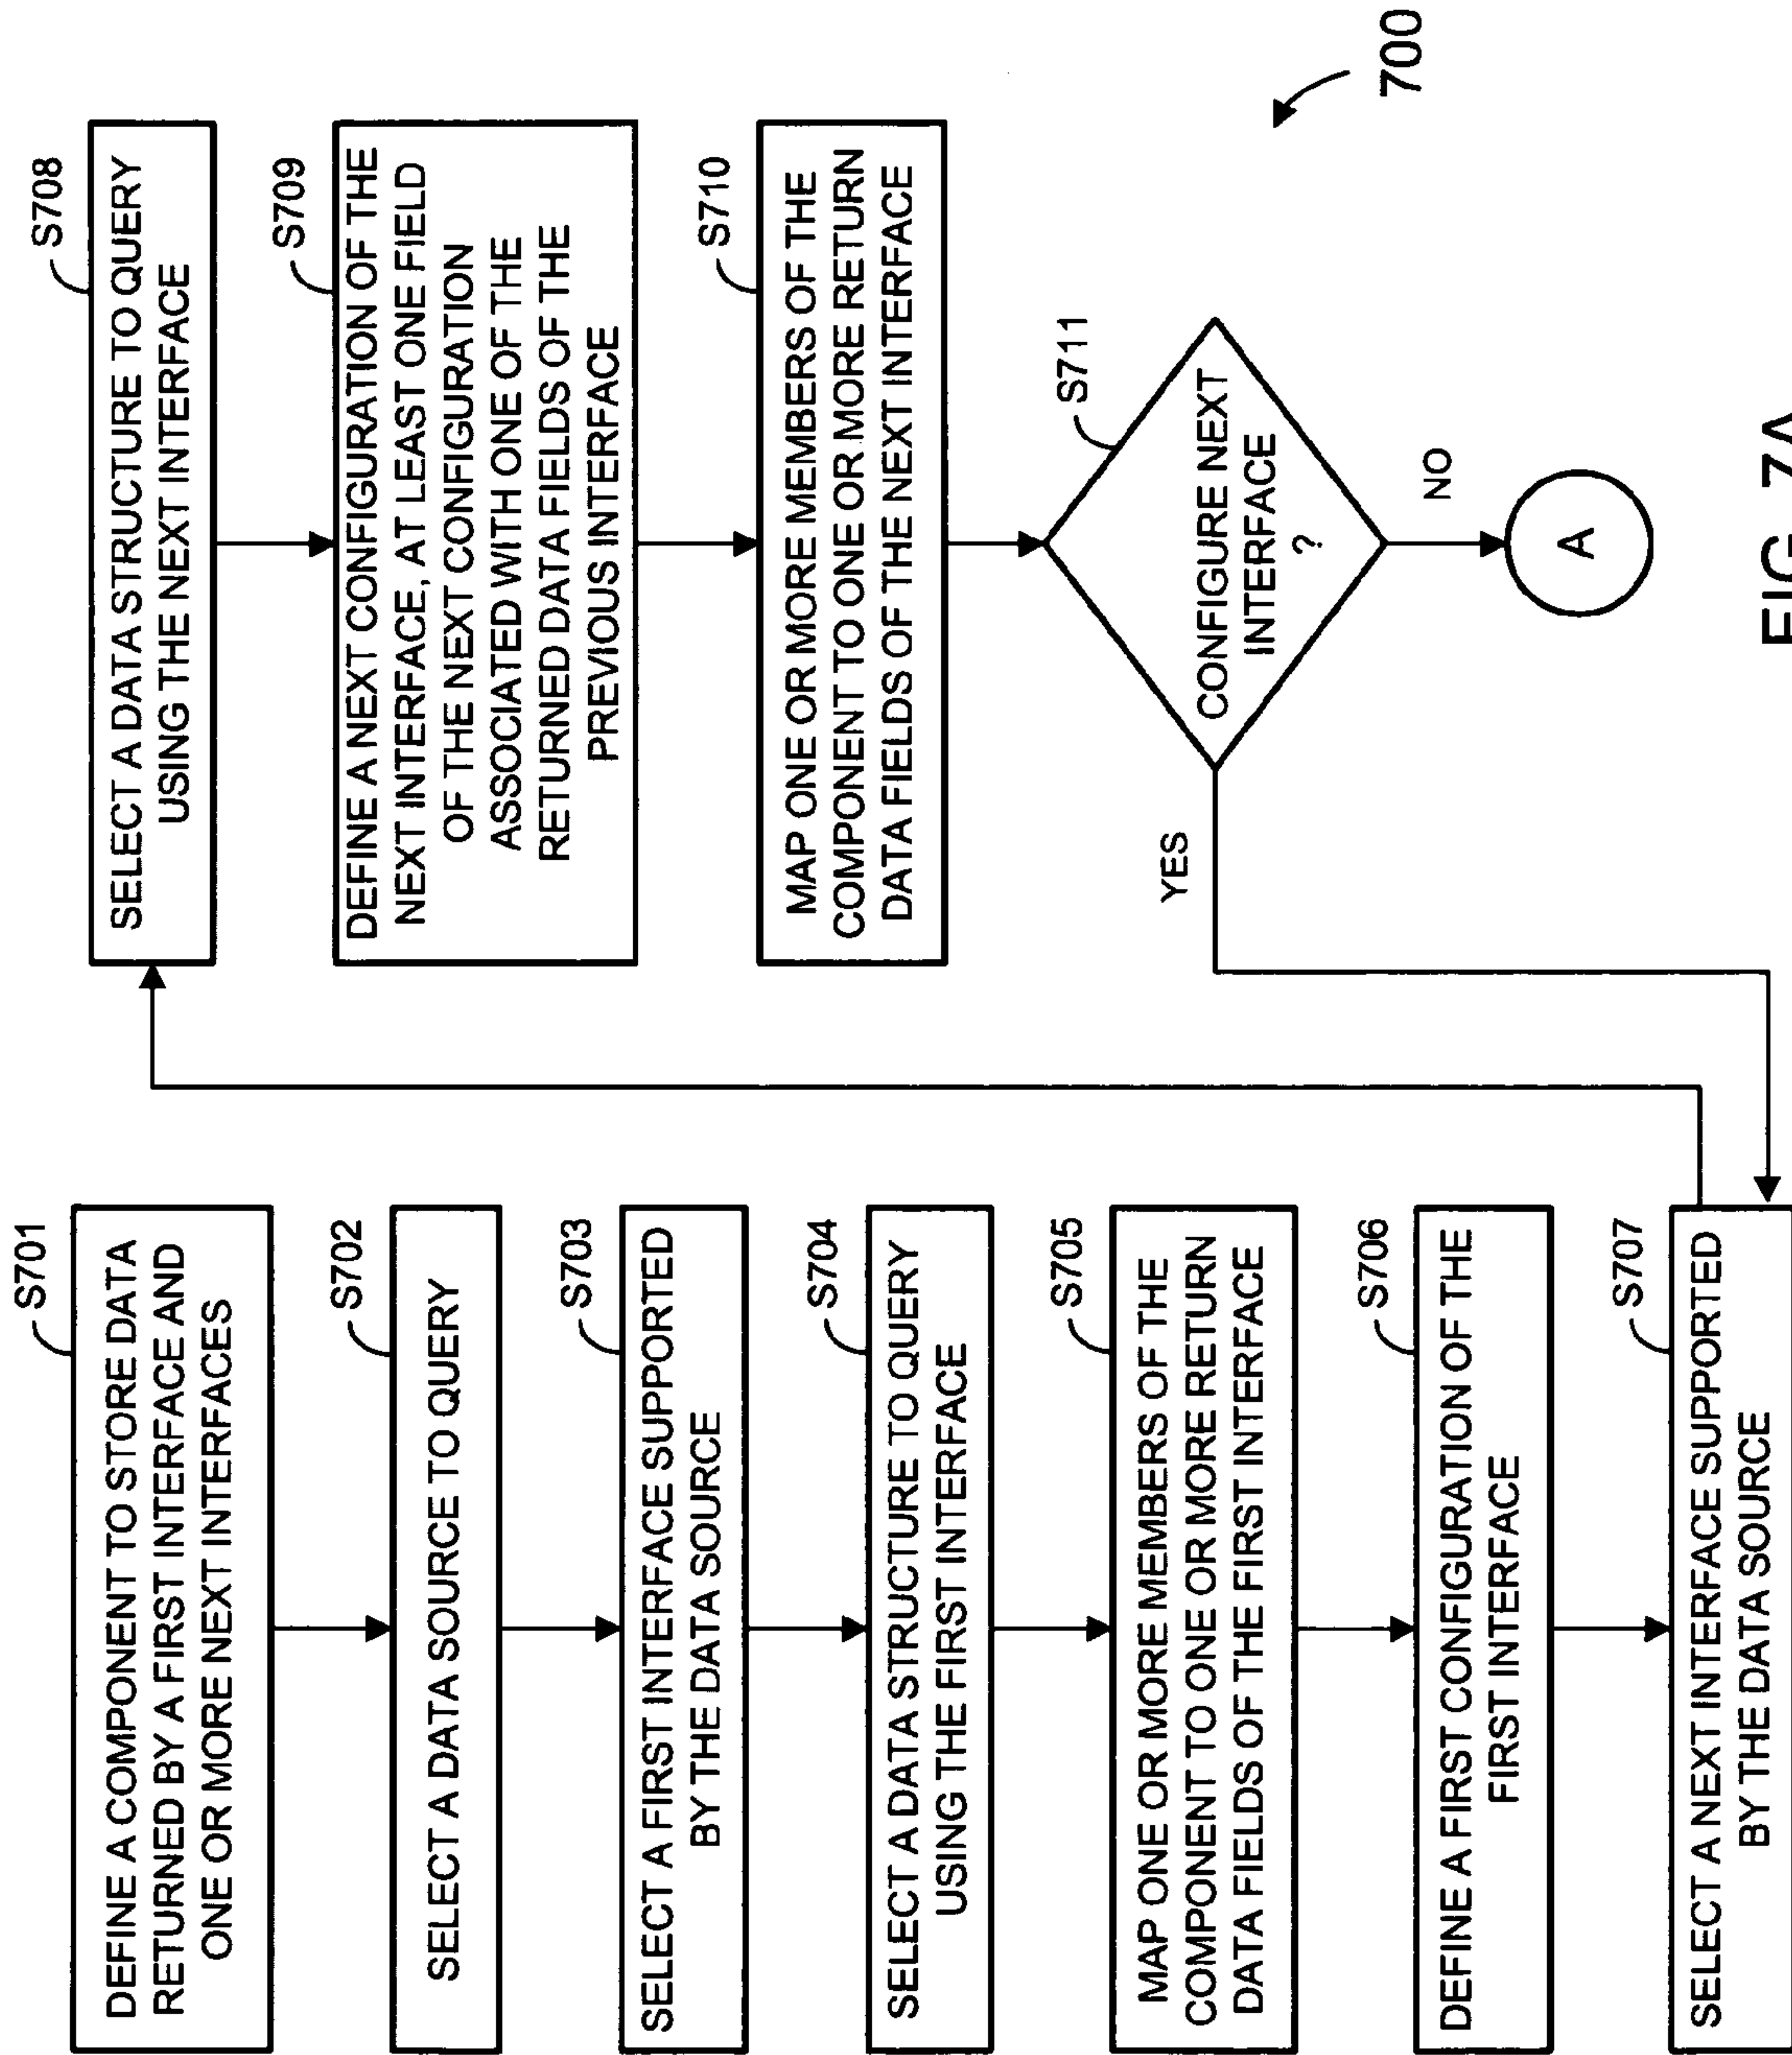 S701
DEFINE A COMPONENT TO STORE DATA
RETURNED BY A FIRST INTERFACE AND
ONE OR MORE NEXT INTERFACES
S702
SELECT A DATA SOURCE TO QUERY
S703
SELECT A FIRST INTERFACE SUPPORTED
BY THE DATA SOURCE
S704
SELECT A DATA STRUCTURE TO QUERY
USING THE FIRST INTERFACE
S705
MAP ONE OR MORE MEMBERS OF THE
COMPONENT TO ONE OR MORE RETURN
DATA FIELDS OF THE FIRST INTERFACE
S706
DEFINE A FIRST CONFIGURATION OF THE
FIRST INTERFACE
S707
SELECT A NEXT INTERFACE SUPPORTED
BY THE DATA SOURCE
S708
SELECT A DATA STRUCTURE TO QUERY
USING THE NEXT INTERFACE
S709
DEFINE A NEXT CONFIGURATION OF THE
NEXT INTERFACE, AT LEAST ONE FIELD
OF THE NEXT CONFIGURATION
ASSOCIATED WITH ONE OF THE
RETURNED DATA FIELDS OF THE
PREVIOUS INTERFACE
S710
MAP ONE OR MORE MEMBERS OF THE
COMPONENT TO ONE OR MORE RETURN
DATA FIELDS OF THE NEXT INTERFACE
S711
CONFIGURE NEXT
INTERFACE
?
YES
NO
A
700
FIG. 7A